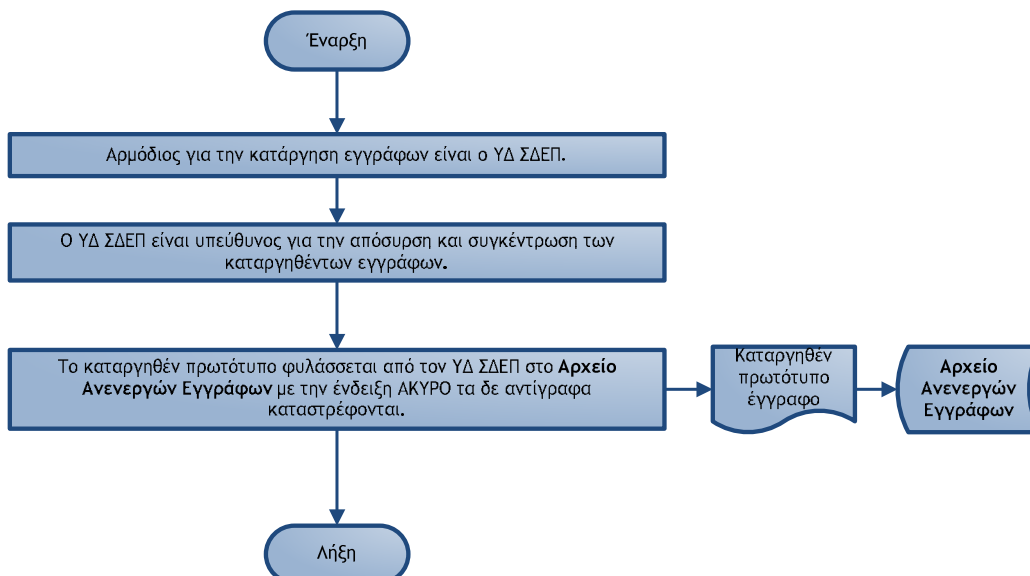 Έναρξη
Αρμόδιος για την κατάργηση εγγράφων είναι ο ΥΔ ΣΔΕΠ.
Ο ΥΔ ΣΔΕΠ είναι υπεύθυνος για την απόσυρση και συγκέντρωση των
καταργηθέντων εγγράφων.
Το καταργηθέν πρωτότυπο φυλάσσεται από τον ΥΔ ΣΔΕΠ στο Αρχείο
Ανενεργών Εγγράφων με την ένδειξη ΑΚΥΡΟ τα δε αντίγραφα
καταστρέφονται.
Καταργηθέν
πρωτότυπο
έγγραφο
Αρχείο
Ανενεργών
Εγγράφων
Λήξη